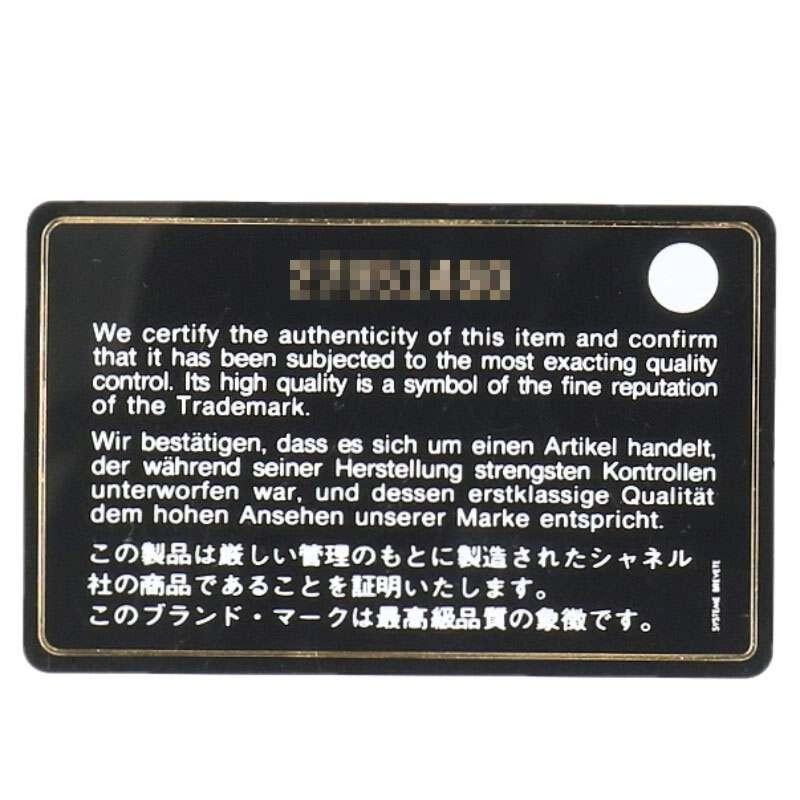 We certify the authenticity of this item and confirm
that it has been subjected to the most exacting quality
control. Its high quality is a symbol of the fine reputation
of the Trademark.
Wir bestätigen, dass es sich um einen Artikel handelt,
der während seiner Herstellung strengsten Kontrollen
unterworfen war, und dessen erstklassige Qualität
dem hohen Ansehen unserer Marke entspricht.
この製品は厳しい管理のもとに製造されたシャネル
社の商品であることを証明いたします。
このブランド・マークは最高級品質の象徴です。
SYSTEME BREVETE